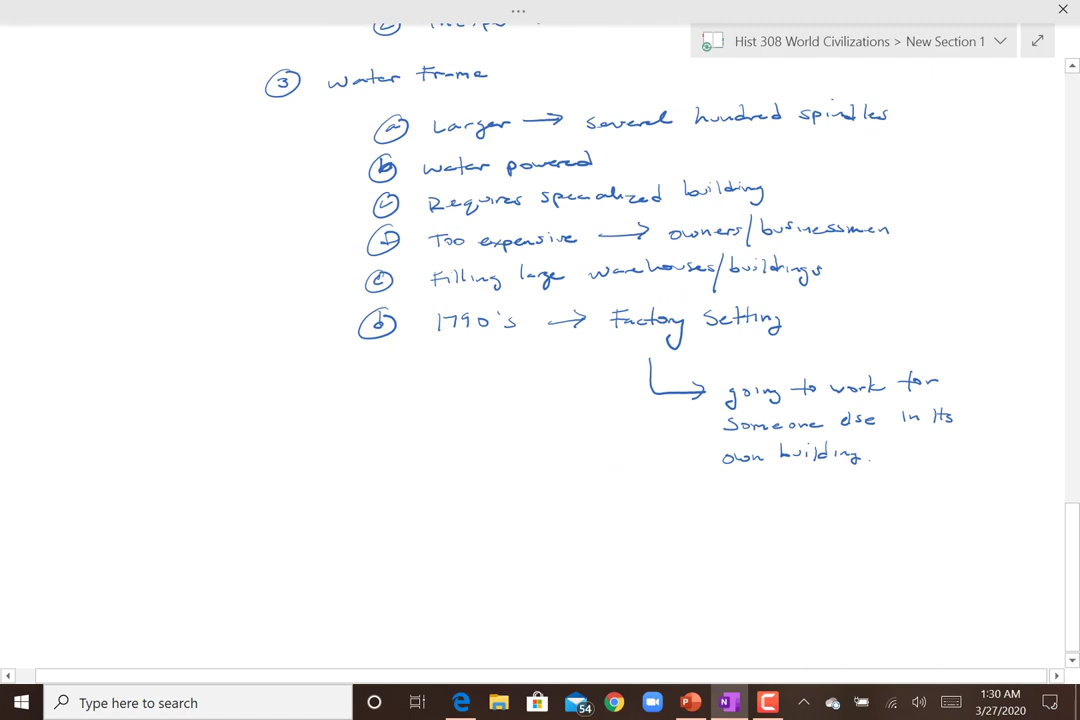 Hist 308 World Civilizations > New Section 1
3 Water Frame
a Larger → several hundred spindles
b Water powered
c Requires specialized building
D Too expensive → owners/businessmen
e Filling large warehouses/buildings
b 1790's → Factory Setting
going to work for
someone else in its
own building.
Type here to search
54
1:30 AM
3/27/2020